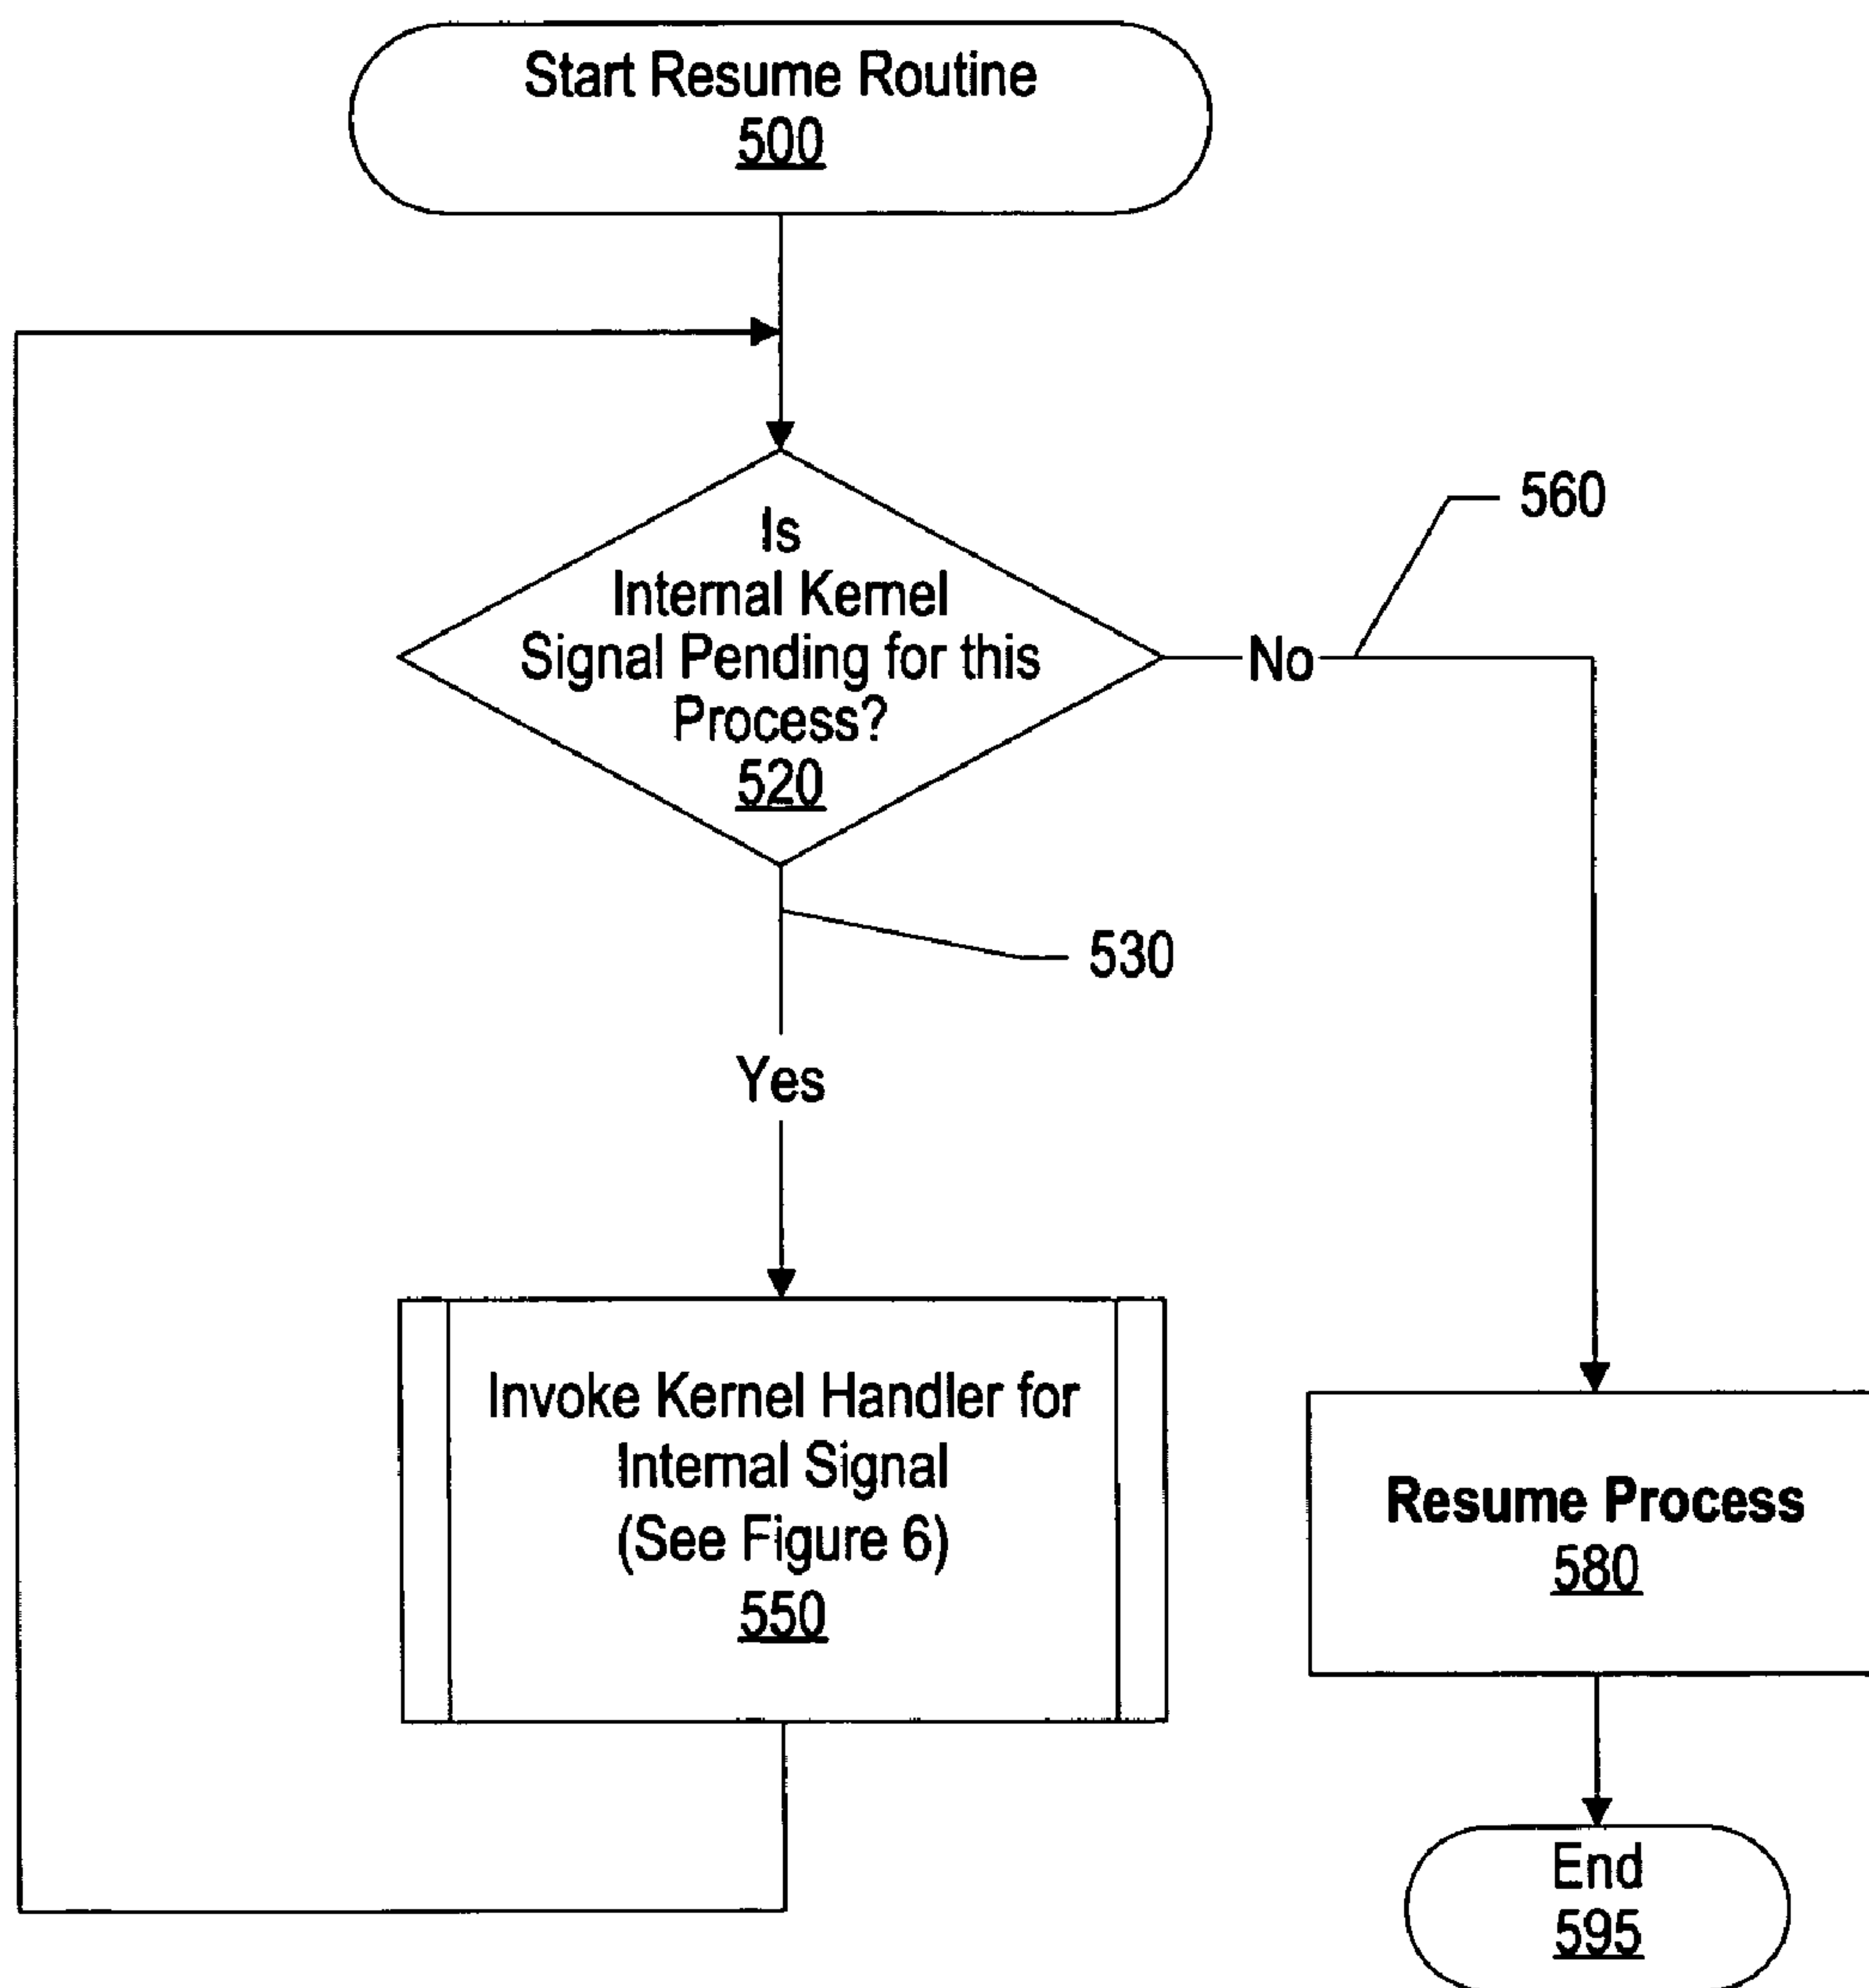 Start Resume Routine
500
Is
Internal Kernel
Signal Pending for this
Process?
520
No
560
530
Yes
Invoke Kernel Handler for
Internal Signal
(See Figure 6)
550
Resume Process
580
End
595